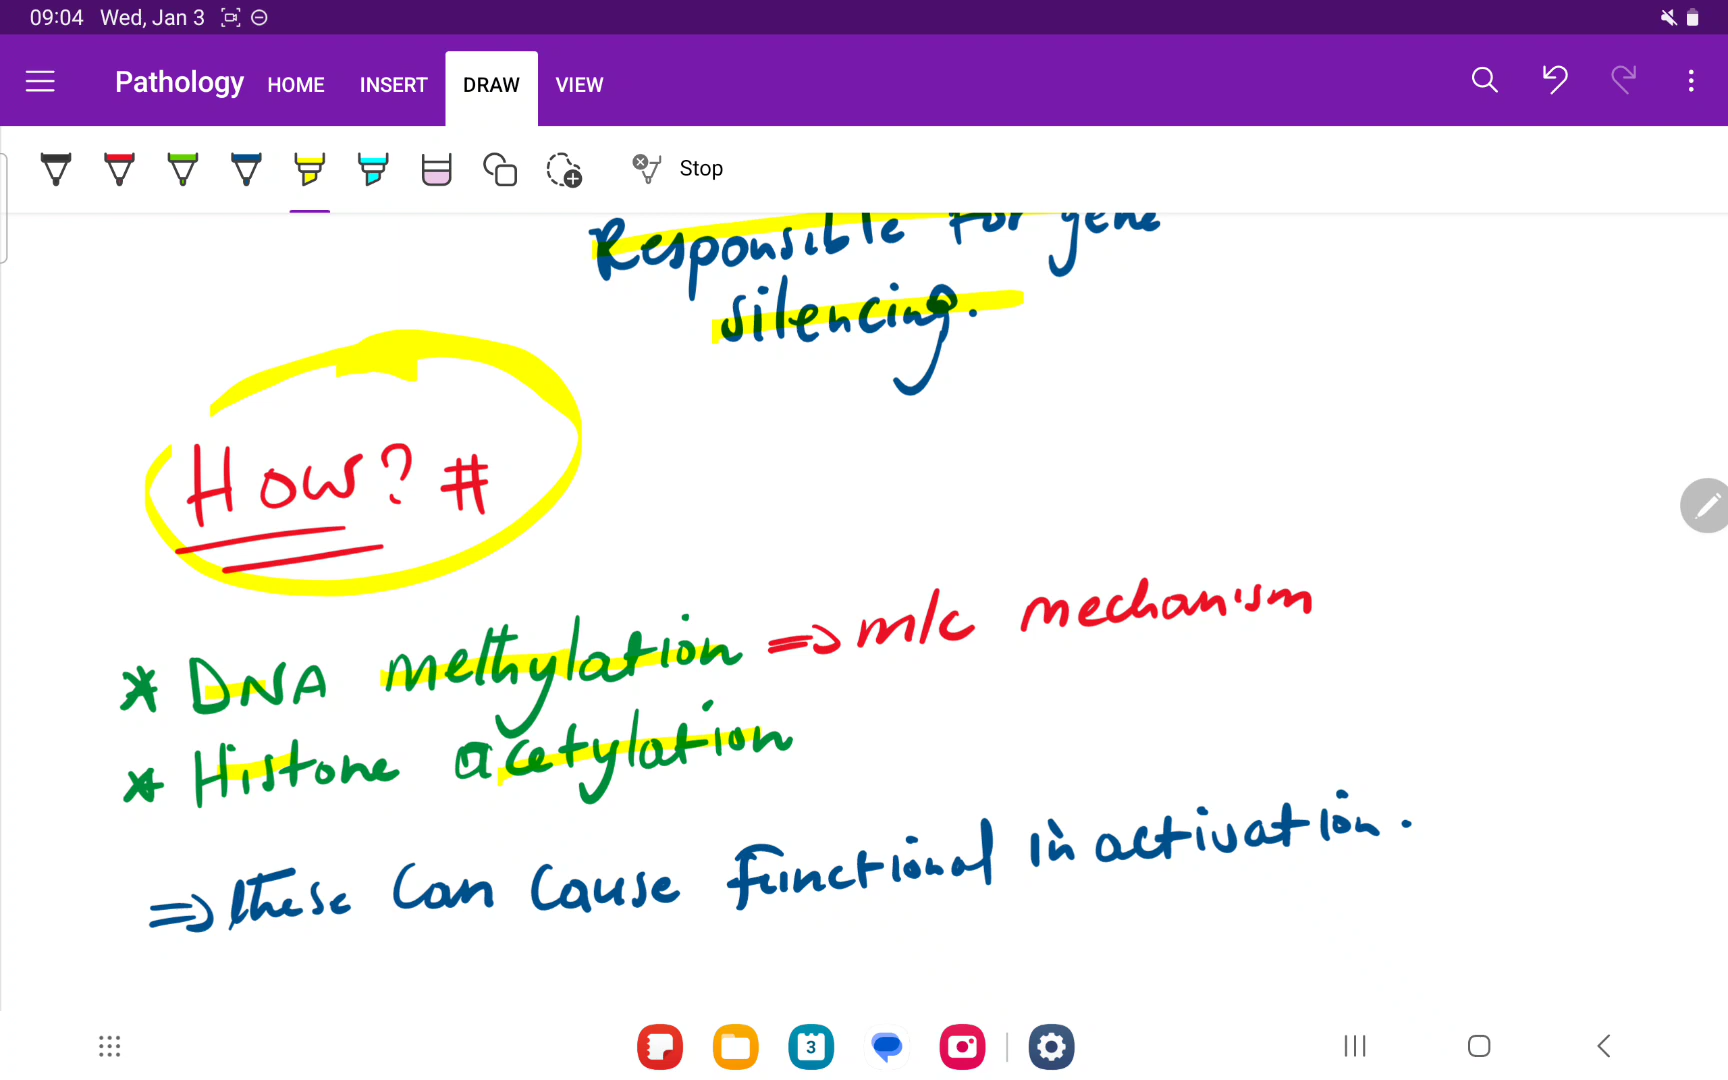 09:04 Wed, Jan 3
Pathology HOME INSERT DRAW VIEW
Stop
Responsible for gene
silencing.
How? #
* DNA methylation => m/c mechanism
* Histone acetylation
=> these can cause functional inactivation.
3